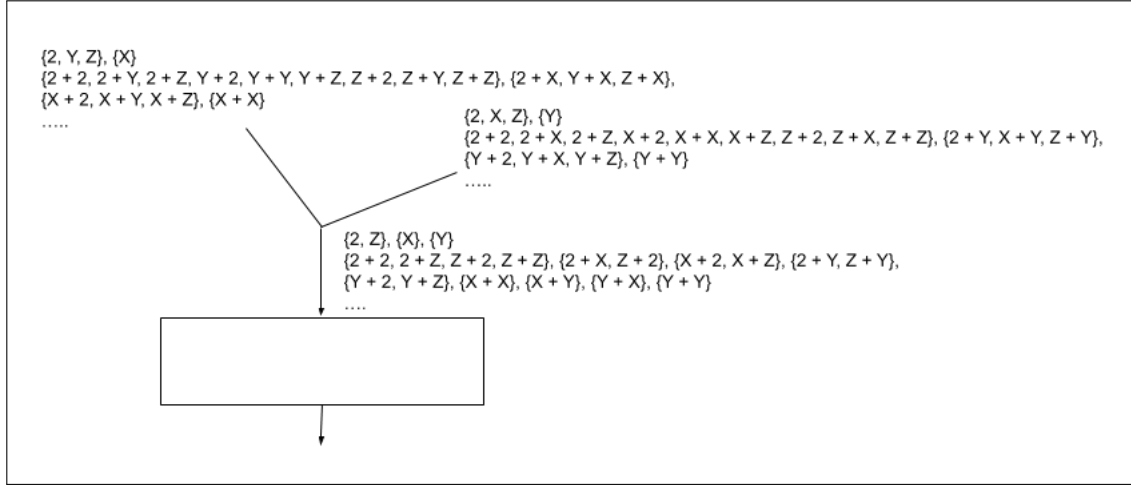 {2, Y, Z}, {X}
{2 + 2, 2 + Y, 2 + Z, Y + 2, Y + Y, Y + Z, Z + 2, Z + Y, Z + Z}, {2 + X, Y + X, Z + X},
{X + 2, X + Y, X + Z}, {X + X}
…..
{2, X, Z}, {Y}
{2 + 2, 2 + X, 2 + Z, X + 2, X + X, X + Z, Z + 2, Z + X, Z + Z}, {2 + Y, X + Y, Z + Y},
{Y + 2, Y + X, Y + Z}, {Y + Y}
…..
{2, Z}, {X}, {Y}
{2 + 2, 2 + Z, Z + 2, Z + Z}, {2 + X, Z + 2}, {X + 2, X + Z}, {2 + Y, Z + Y},
{Y + 2, Y + Z}, {X + X}, {X + Y}, {Y + X}, {Y + Y}
….